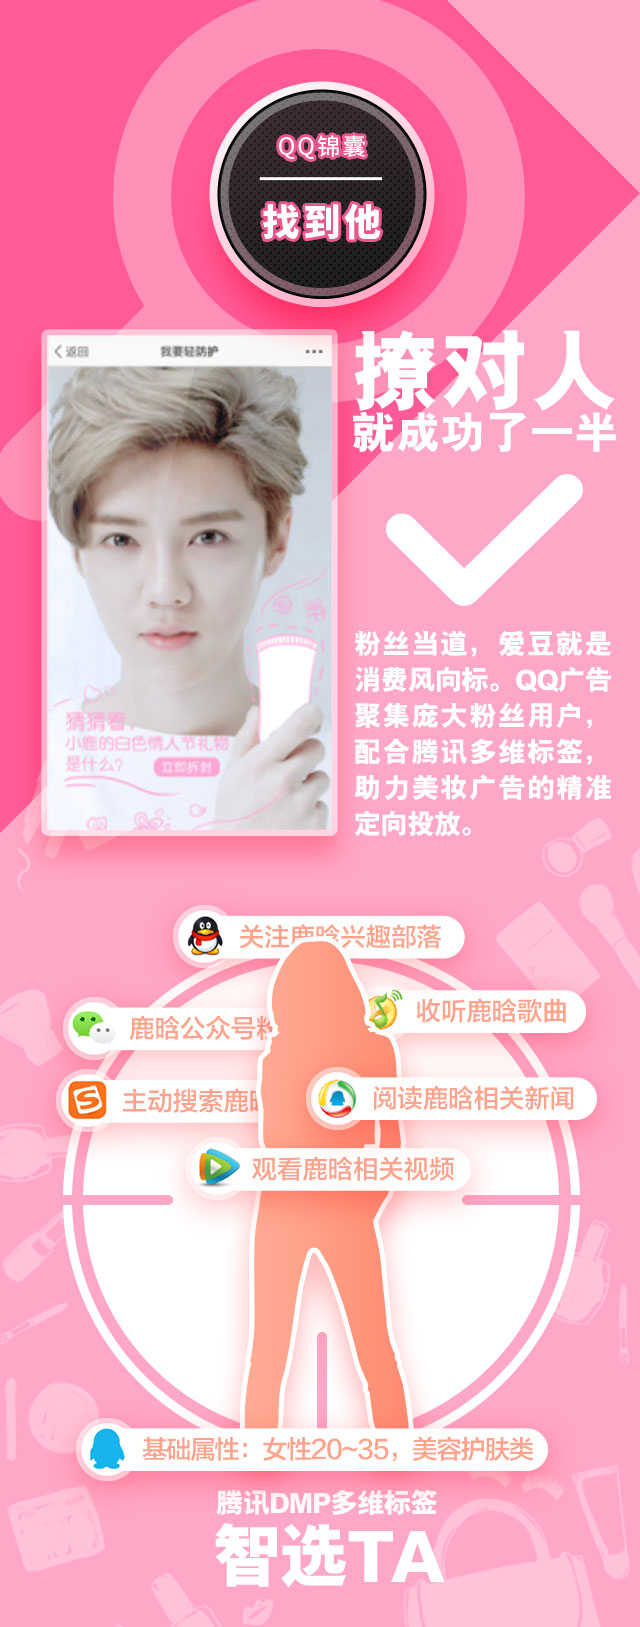 QQ锦囊
找到他
返回
我要轻防护
撩对人
就成功了一半
猜猜看，
小鹿的白色情人节礼物
是什么？
立即拆封
粉丝当道，爱豆就是
消费风向标。QQ广告
聚集庞大粉丝用户，
配合腾讯多维标签，
助力美妆广告的精准
定向投放。
关注鹿晗兴趣部落
鹿晗公众号粉
收听鹿晗歌曲
主动搜索鹿晗
阅读鹿晗相关新闻
观看鹿晗相关视频
基础属性：女性20~35，美容护肤类
腾讯DMP多维标签
智选TA